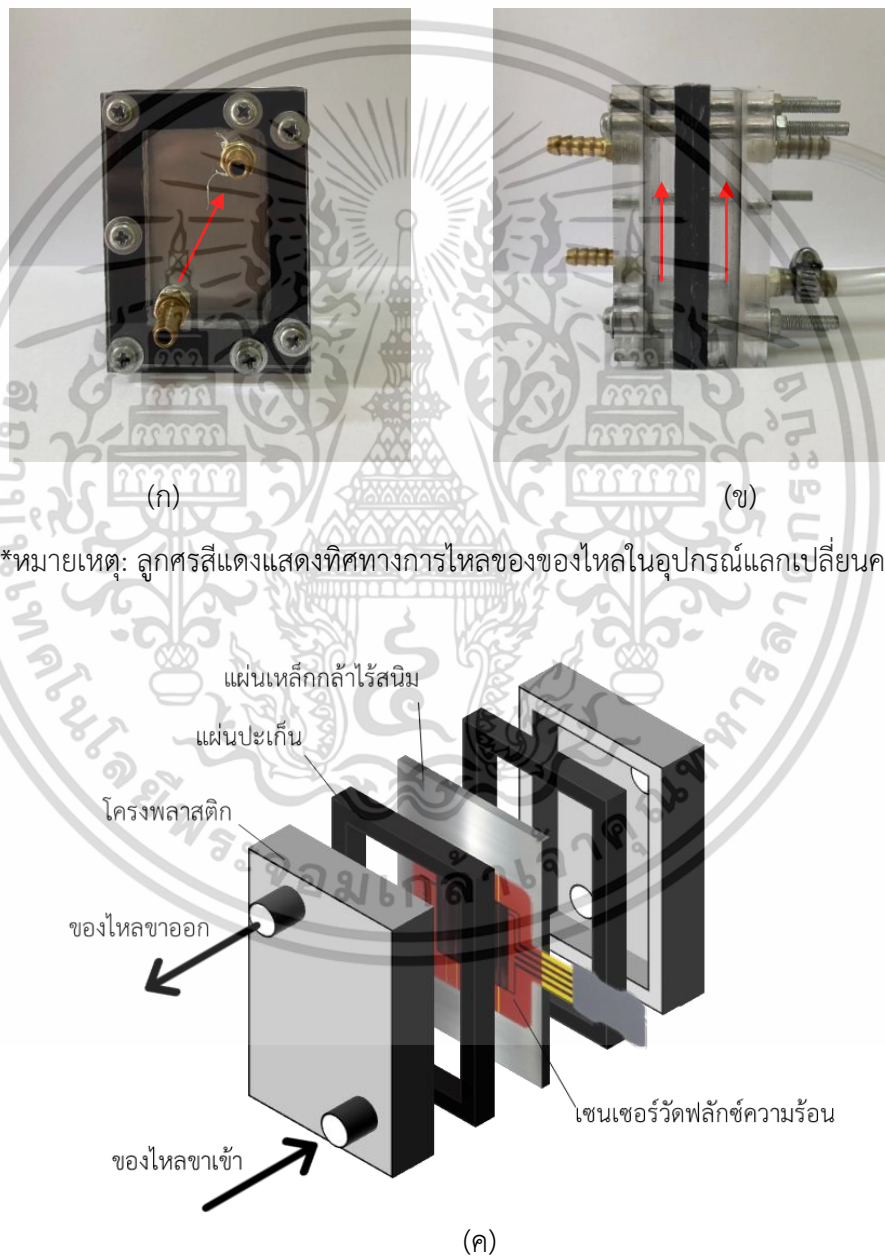 (ก)
(ข)
*หมายเหตุ: ลูกศรสีแดงแสดงทิศทางการไหลของของไหลในอุปกรณ์แลกเปลี่ยนค
แผ่นเหล็กกล้าไร้สนิม
แผ่นปะเก็น
โครงพลาสติก
ของไหลขาออก
เซนเซอร์วัดฟลักซ์ความร้อน
ของไหลขาเข้า
(ค)